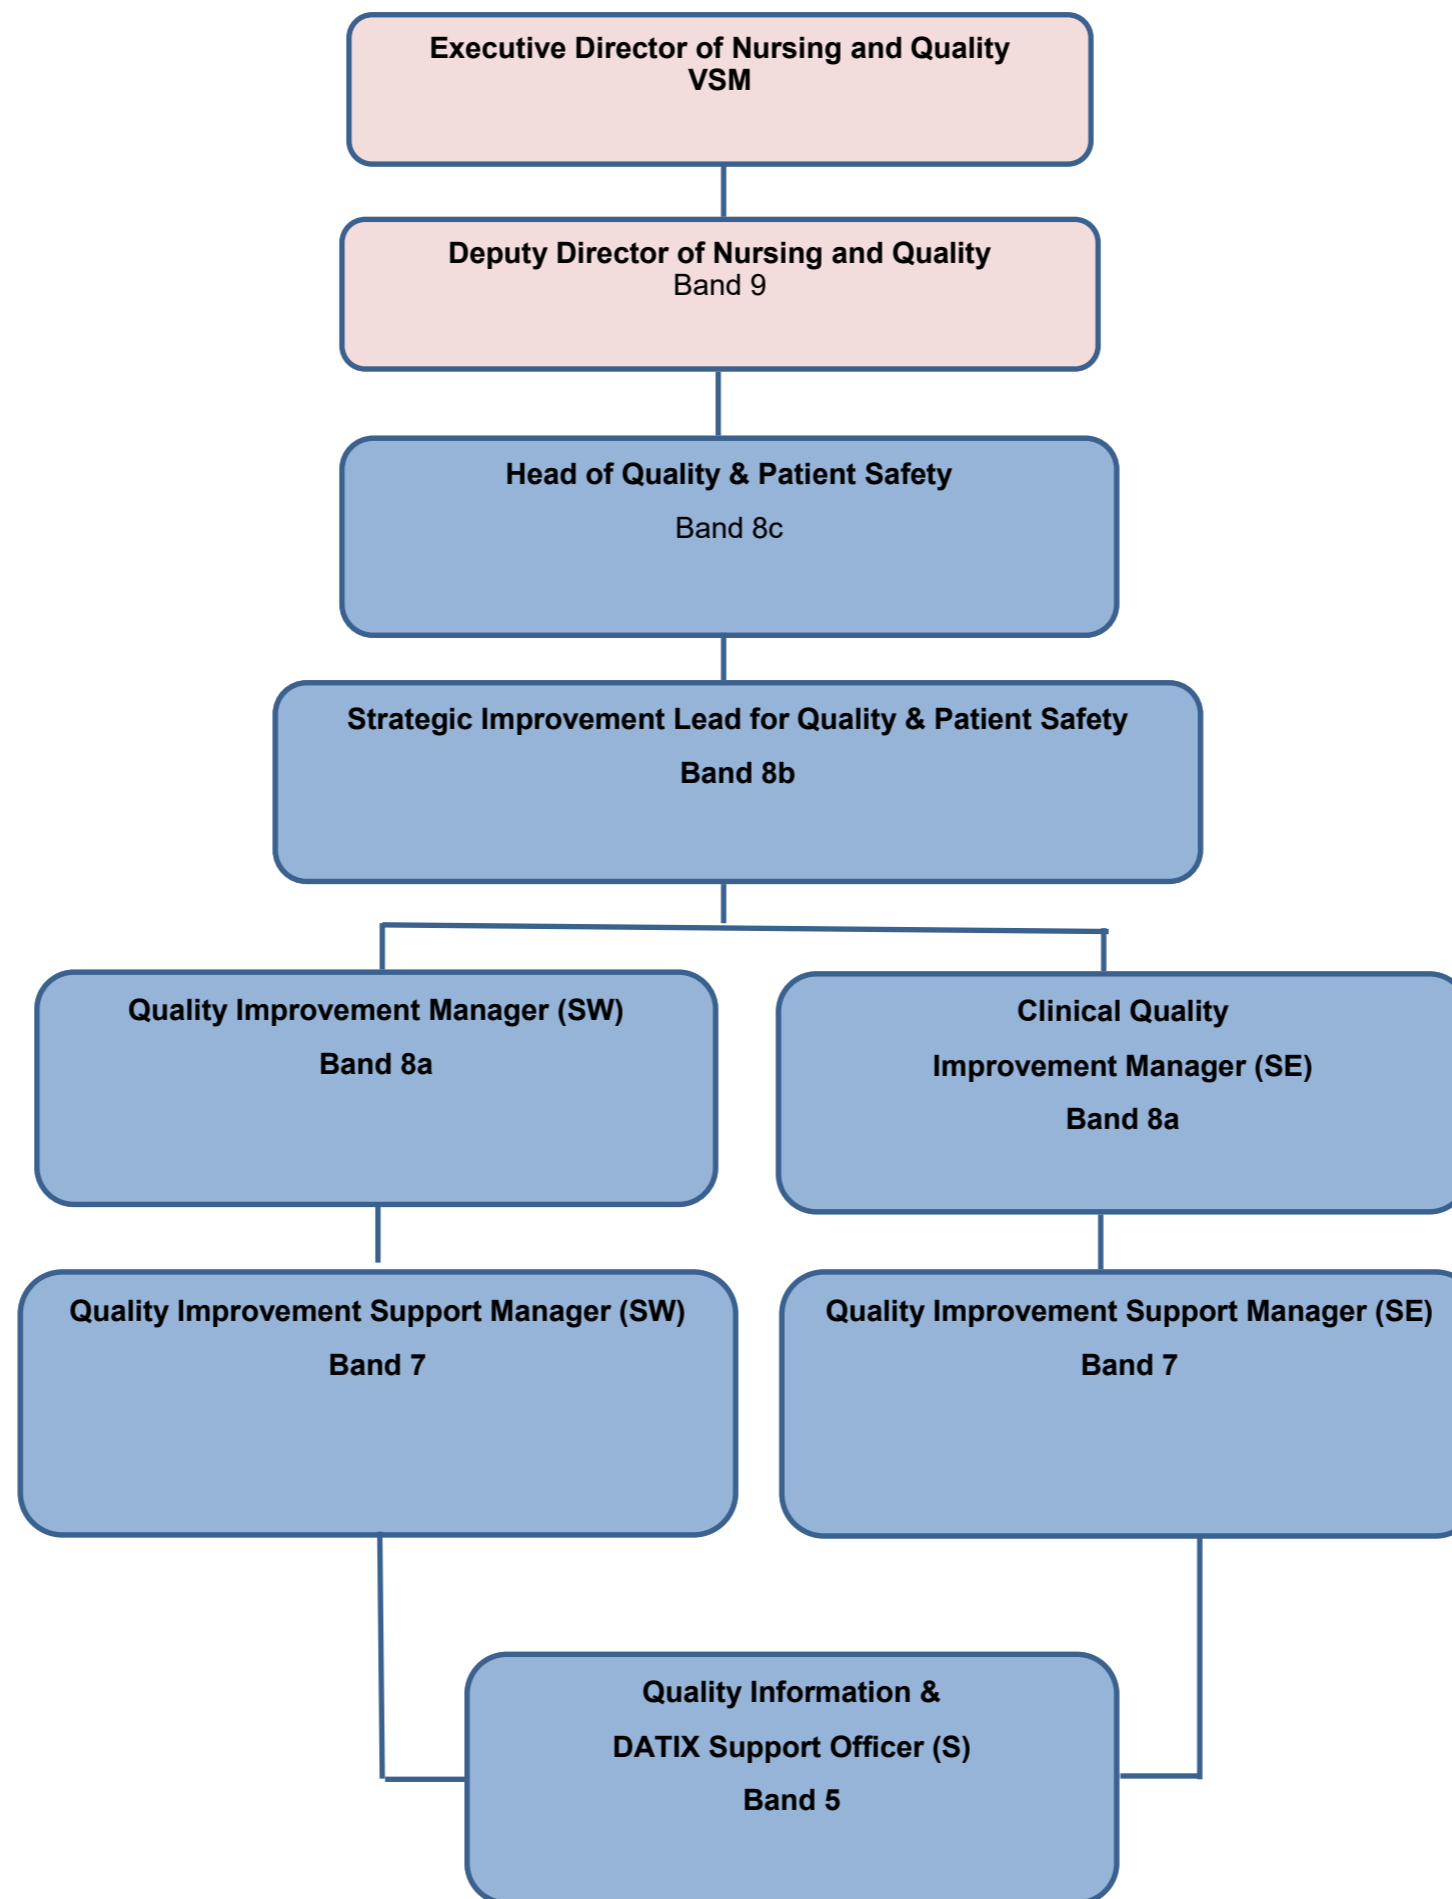 Executive Director of Nursing and Quality
VSM
Deputy Director of Nursing and Quality
Band 9
Head of Quality & Patient Safety
Band 8c
Strategic Improvement Lead for Quality & Patient Safety
Band 8b
Quality Improvement Manager (SW)
Band 8a
Clinical Quality
Improvement Manager (SE)
Band 8a
Quality Improvement Support Manager (SW)
Band 7
Quality Improvement Support Manager (SE)
Band 7
Quality Information &
DATIX Support Officer (S)
Band 5